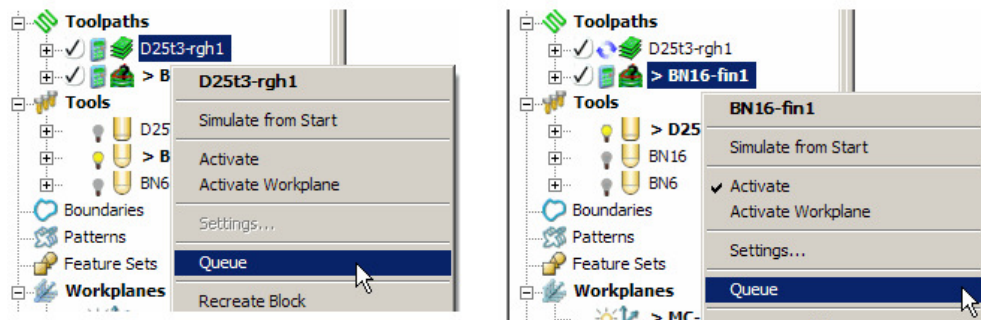 Toolpaths
D25t3-rgh1
> B
D25t3-rgh1
Tools
Simulate from Start
D25
> B
Activate
BN6
Activate Workplane
Boundaries
Settings...
Patterns
Feature Sets
Queue
Workplanes
Recreate Block
Toolpaths
D25t3-rgh1
> BN16-fin1
Tools
BN16-fin1
> D25
Simulate from Start
BN16
BN6
Activate
Boundaries
Activate Workplane
Patterns
Settings...
Feature Sets
Workplanes
Queue
> MC-